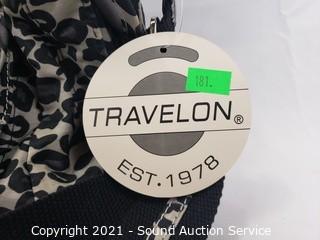 181.
TRAVELON®
EST. 1978
Copyright 2021 - Sound Auction Service